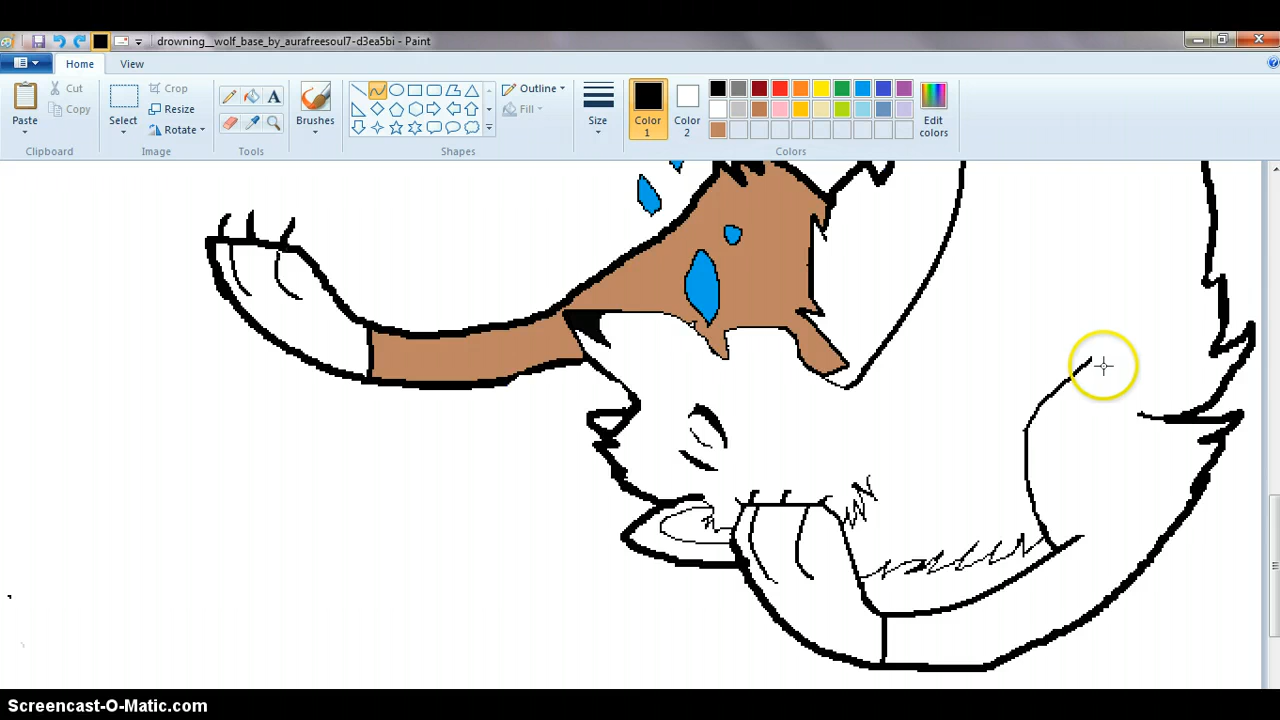 drowning__wolf_base_by_aurafreesoul7-d3ea5bi - Paint
Home View
Paste
Cut
Copy
Clipboard
Select
Crop
Resize
Rotate
Image
A
Tools
Brushes
Outline
Fill
Shapes
Size
Color
1
Color
2
Edit
colors
Colors
Screencast-O-Matic.com